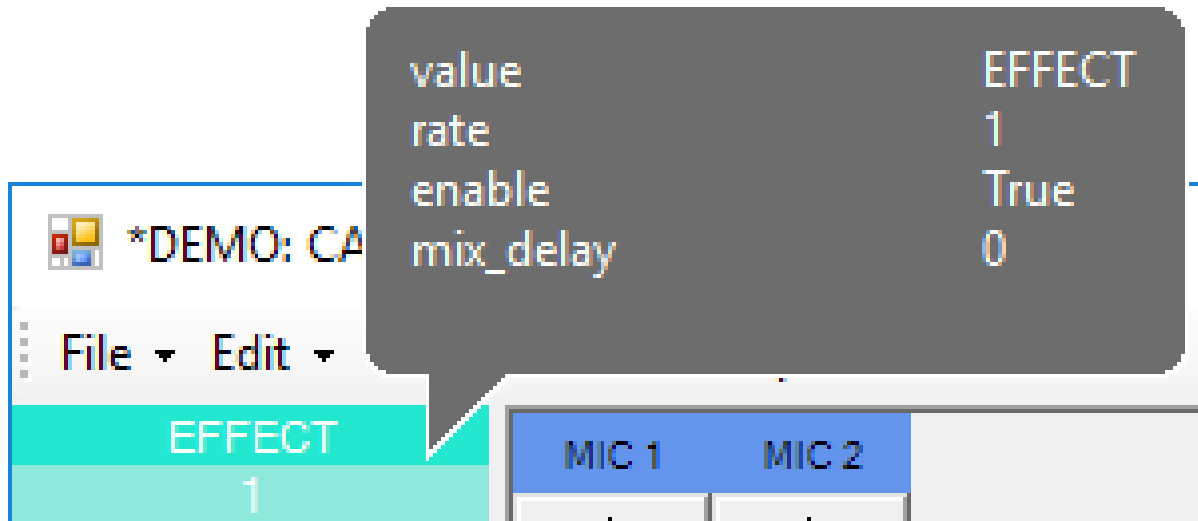 value EFFECT
rate 1
enable True
mix_delay 0
*DEMO: CA
File Edit
EFFECT
1
MIC 1 MIC 2